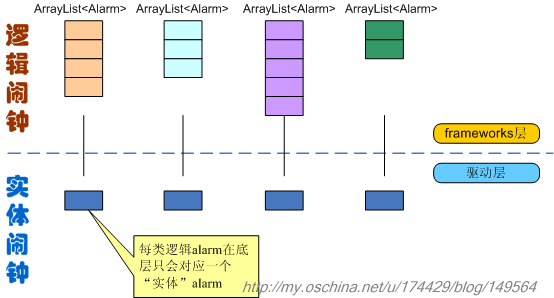 ArrayList<Alarm> ArrayList<Alarm> ArrayList<Alarm> ArrayList<Alarm>
逻辑闹钟
frameworks层
驱动层
实体闹钟
每类逻辑alarm在底
层只会对应一个
“实体”alarm
http://my.oschina.net/u/174429/blog/149564